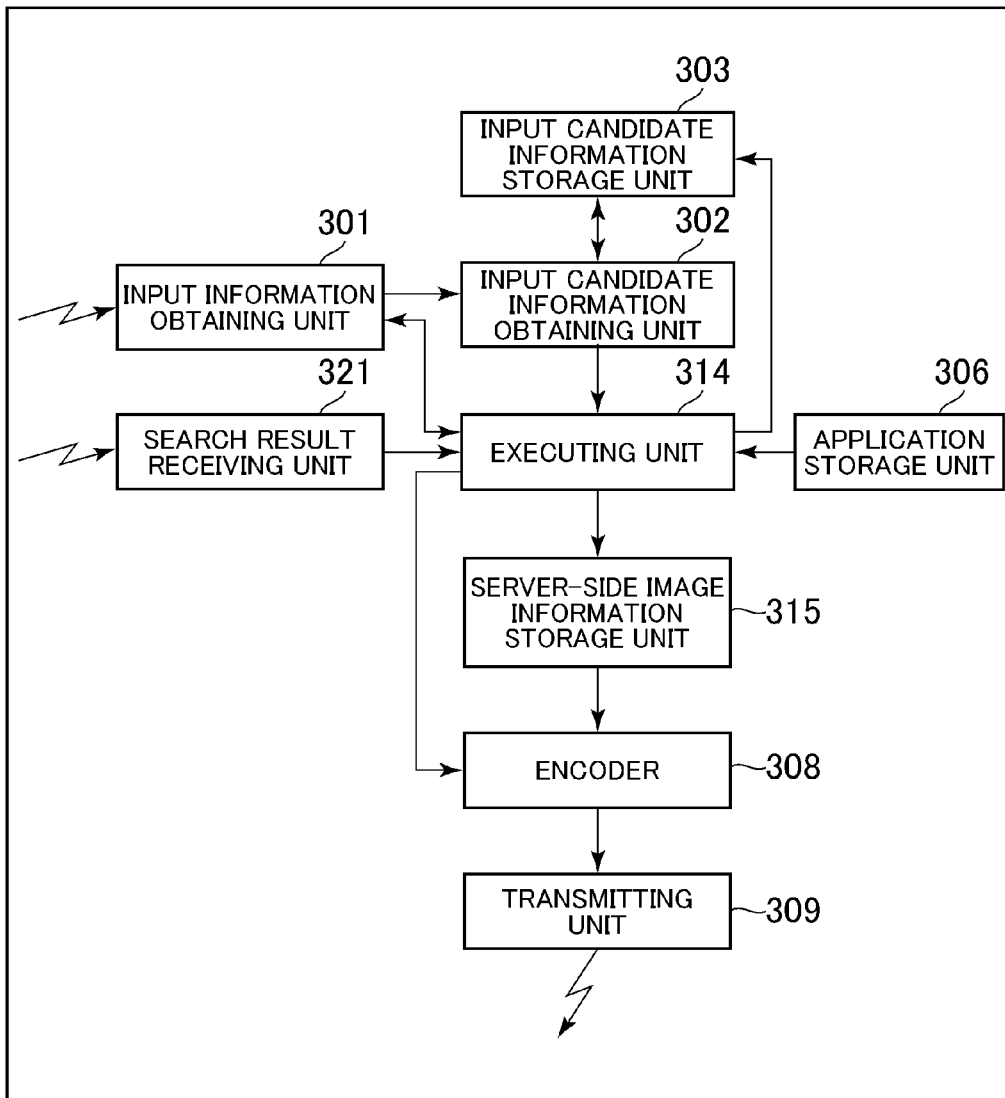 303
INPUT CANDIDATE
INFORMATION
STORAGE UNIT
301
INPUT INFORMATION
OBTAINING UNIT
302
INPUT CANDIDATE
INFORMATION
OBTAINING UNIT
321
SEARCH RESULT
RECEIVING UNIT
314
EXECUTING UNIT
306
APPLICATION
STORAGE UNIT
SERVER-SIDE IMAGE
INFORMATION
STORAGE UNIT
315
ENCODER
308
TRANSMITTING
UNIT
309